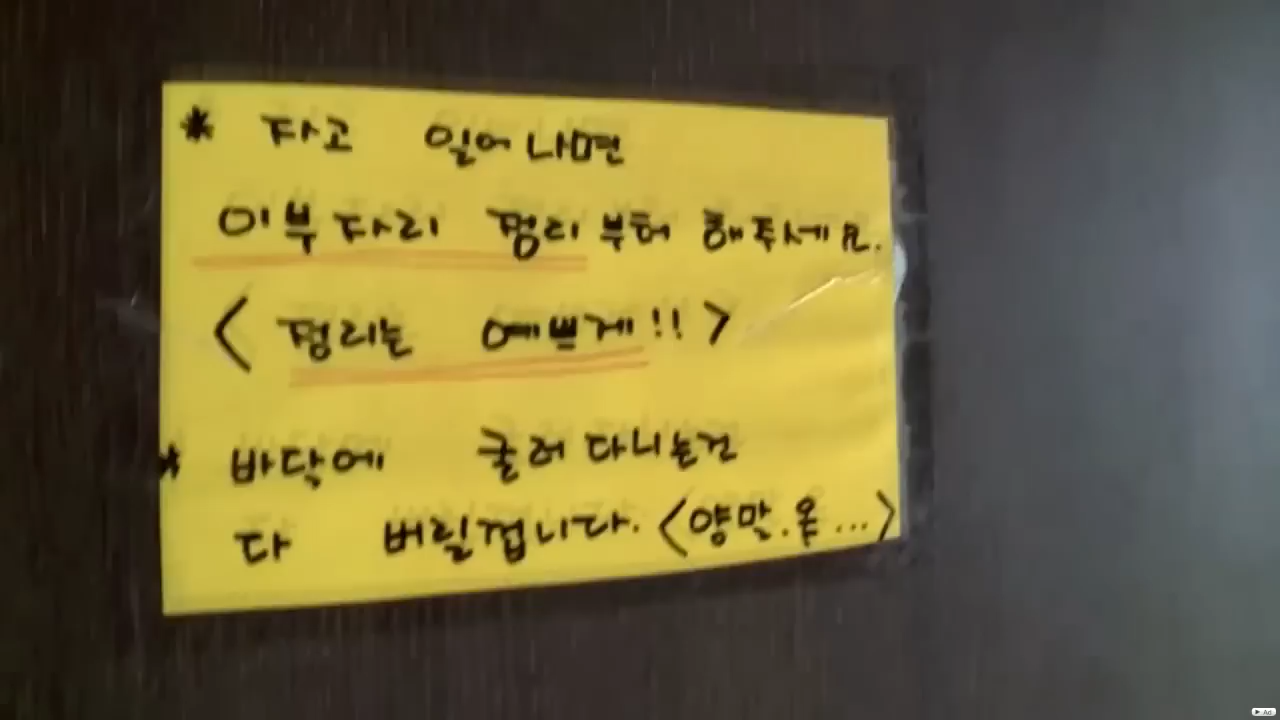 * 자고 일어나면
이부자리 정리부터 해주세요.
<정리는 예쁘게!!>
* 바닥에 굴러다니는건
다 버릴겁니다. <양말.옷...>
Ad